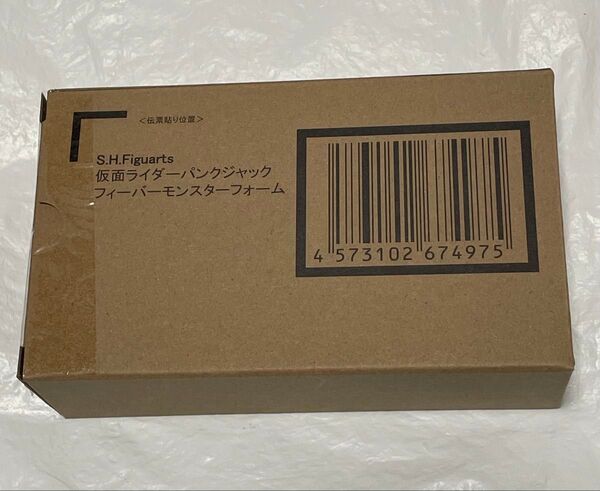 <伝票貼り位置>
S.H.Figuarts
仮面ライダーパンクジャック
フィーバーモンスターフォーム
4 573102 674975